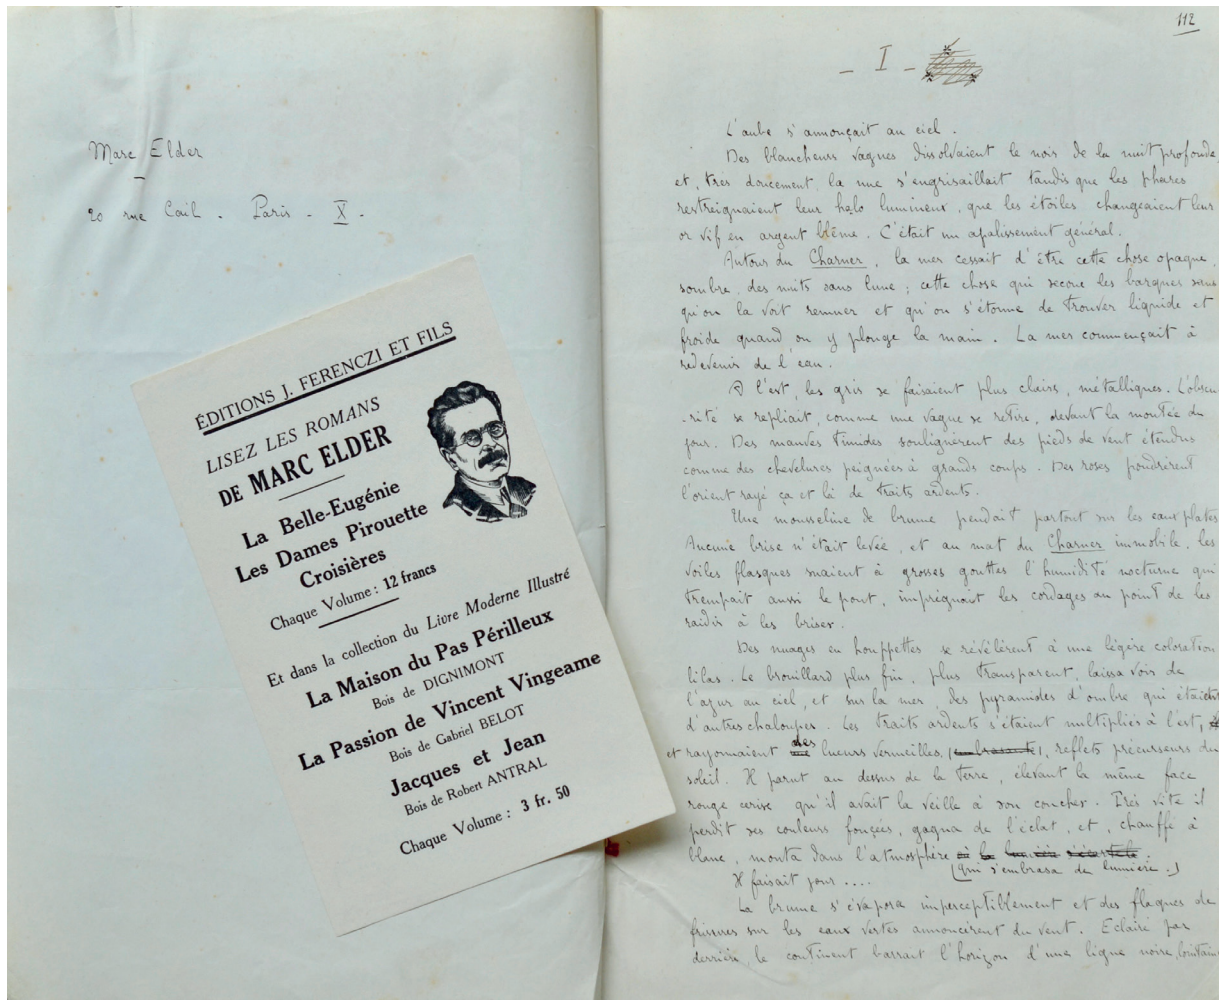 Marc Elder
20 rue Cail - Paris - X.
ÉDITIONS J. FERENCZI ET FILS
LISEZ LES ROMANS
DE MARC ELDER
La Belle-Eugénie
Les Dames Pirouette
Croisières
Chaque Volume : 12 francs
Et dans la collection du Livre Moderne Illustré
La Maison du Pas Périlleux
Bois de DIGNIMONT
La Passion de Vincent Vingeame
Bois de Gabriel BELOT
Jacques et Jean
Bois de Robert ANTRAL
Chaque Volume : 3 fr. 50
112
- I -
L'aube s'annonçait au ciel.
Des blancheurs vagues dissolvaient le noir de la nuit profonde
et, très doucement, la nue s'engrisaillait tandis que les phares
restreignaient leur halo lumineux, que les étoiles changeaient leur
or vif en argent blême. C'était un apalissement général.
Autour du Charner, la mer cessait d'être cette chose opaque,
sombre, des nuits sans lune ; cette chose qui secoue les barques sans
qu'on la voit remuer et qu'on s'étonne de trouver liquide et
froide quand on y plonge la main. La mer commençait à
redevenir de l'eau.
A l'est, les gris se faisaient plus clairs, métalliques. L'obscu
-rité se repliait, comme une vague se retire, devant la montée du
jour. Des mauves timides soulignèrent des pieds de vent étendus
comme des chevelures peignées à grands coups. Des roses poudrèrent
l'orient rayé ça et là de traits ardents.
Une mousseline de brume pendait partout sur les eaux plates
Aucune brise n'était levée, et au mat du Charner immobile, les
voiles flasques suaient à grosses gouttes l'humidité nocturne qui
trempait aussi le pont, imprégnait les cordages au point de les
raidir à les briser.
Des nuages en houppettes se révélèrent à une légère coloration
lilas. Le brouillard plus fin, plus transparent, laissa voir de
l'azur au ciel, et sur la mer, des pyramides d'ombre qui étaient
d'autres chaloupes. Les traits ardents s'étaient multipliés à l'est,
et rayonnaient des lueurs vermeilles, reflets précurseurs du
soleil. Il parut au dessus de la terre, élevant la même face
rouge cerise qu'il avait la veille à son coucher. Très vite il
perdit ses couleurs foncées, gagna de l'éclat, et, chauffé à
blanc, monta dans l'atmosphère
(qui s'embrasa de lumière.)
Il faisait jour ....
La brume s'évapora imperceptiblement et des flaques de
frissons sur les eaux vertes annoncèrent du vent. Eclairé par
derrière, le continent barrait l'horizon d'une ligne noire, lointaine